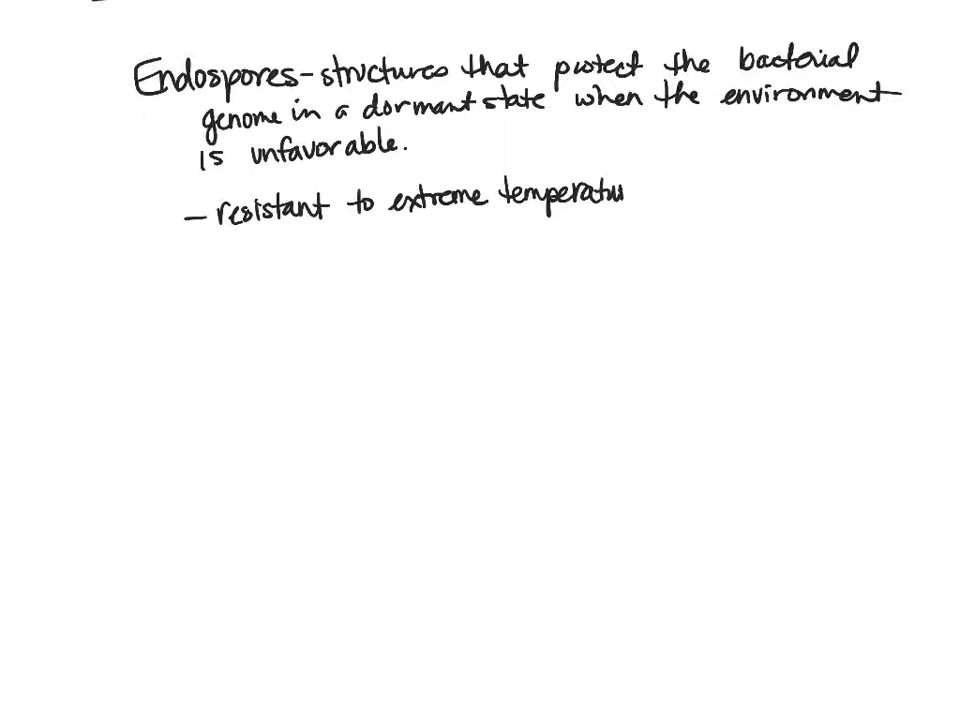 Endospores - structures that protect the bacterial
genome in a dormant state when the environment
is unfavorable.
- resistant to extreme temperatu